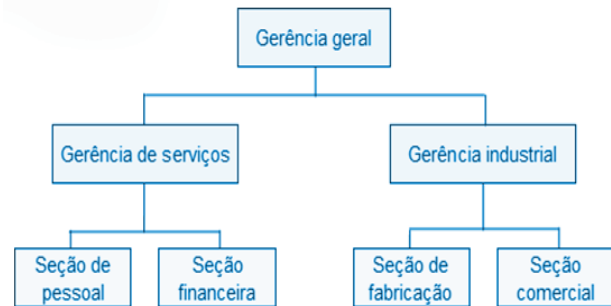 Gerência geral
Gerência de serviços
Gerência industrial
Seção de
pessoal
Seção
financeira
Seção de
fabricação
Seção
comercial